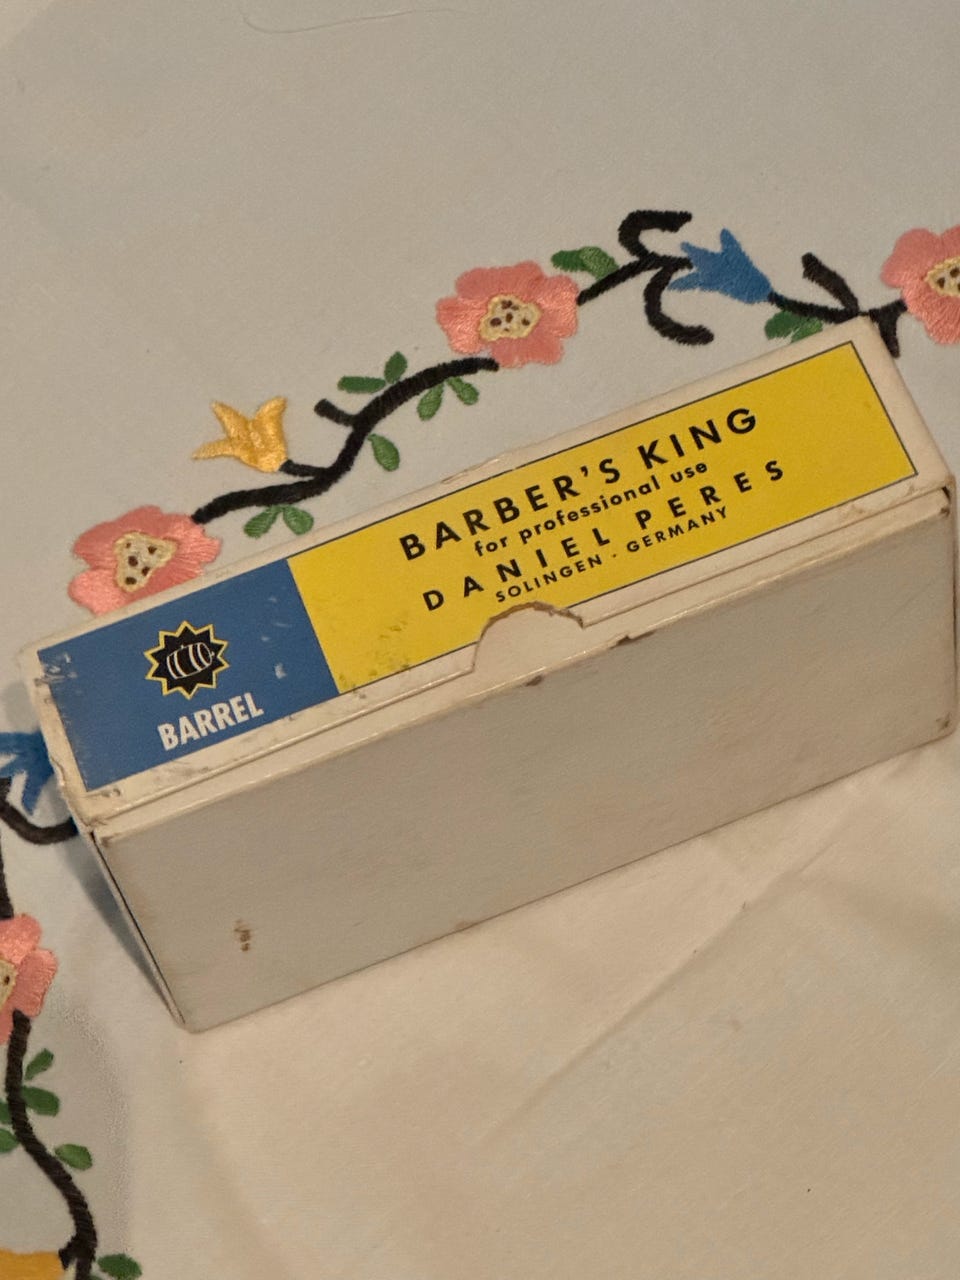 BARBER'S KING
for professional use
DANIEL PERES
SOLINGEN · GERMANY
BARREL